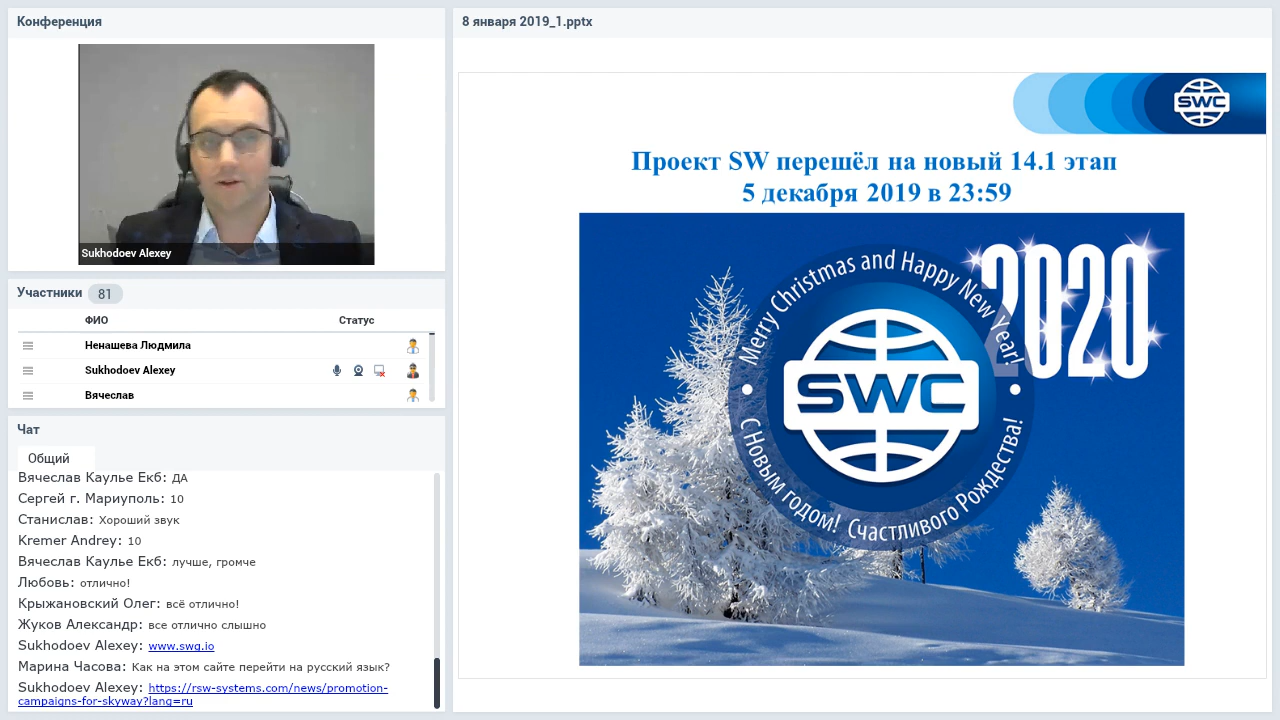 Конференция
Sukhodoev Alexey
Участники 81
ФИО Статус
Ненашева Людмила
Sukhodoev Alexey
Вячеслав
Чат
Общий
Вячеслав Каулье Екб: ДА
Сергей г. Мариуполь: 10
Станислав: Хороший звук
Kremer Andrey: 10
Вячеслав Каулье Екб: лучше, громче
Любовь: отлично!
Крыжановский Олег: всё отлично!
Жуков Александр: все отлично слышно
Sukhodoev Alexey: www.swg.io
Марина Часова: Как на этом сайте перейти на русский язык?
Sukhodoev Alexey: https://rsw-systems.com/news/promotion-
campaigns-for-skyway?lang=ru
8 января 2019_1.pptx
SWC
Проект SW перешёл на новый 14.1 этап
5 декабря 2019 в 23:59
2020
Merry Christmas and Happy New Year!
SWC
С Новым годом! Счастливого Рождества!